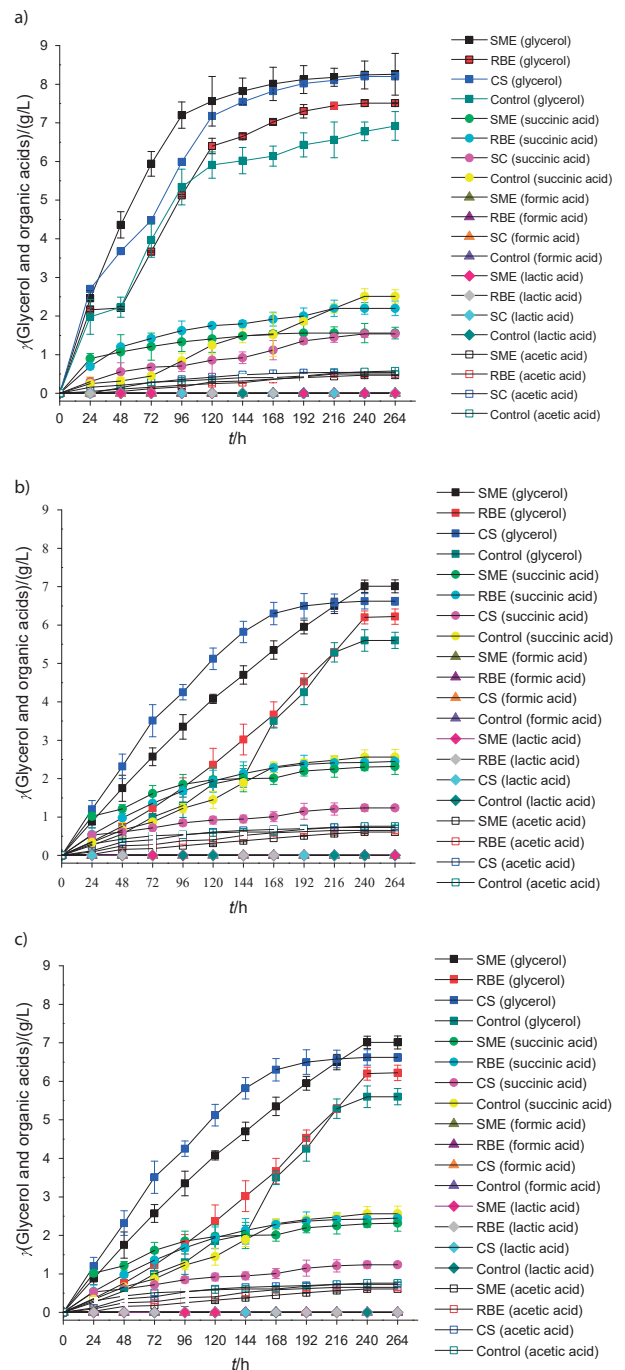 a)
γ(Glycerol and organic acids)/(g/L)
9
8
7
6
5
4
3
2
1
0
0 24 48 72 96 120 144 168 192 216 240 264
t/h
SME (glycerol)
RBE (glycerol)
CS (glycerol)
Control (glycerol)
SME (succinic acid)
RBE (succinic acid)
SC (succinic acid)
Control (succinic acid)
SME (formic acid)
RBE (formic acid)
SC (formic acid)
Control (formic acid)
SME (lactic acid)
RBE (lactic acid)
SC (lactic acid)
Control (lactic acid)
SME (acetic acid)
RBE (acetic acid)
SC (acetic acid)
Control (acetic acid)
b)
γ(Glycerol and organic acids)/(g/L)
9
8
7
6
5
4
3
2
1
0
0 24 48 72 96 120 144 168 192 216 240 264
t/h
SME (glycerol)
RBE (glycerol)
CS (glycerol)
Control (glycerol)
SME (succinic acid)
RBE (succinic acid)
CS (succinic acid)
Control (succinic acid)
SME (formic acid)
RBE (formic acid)
CS (formic acid)
Control (formic acid)
SME (lactic acid)
RBE (lactic acid)
CS (lactic acid)
Control (lactic acid)
SME (acetic acid)
RBE (acetic acid)
CS (acetic acid)
Control (acetic acid)
c)
γ(Glycerol and organic acids)/(g/L)
9
8
7
6
5
4
3
2
1
0
0 24 48 72 96 120 144 168 192 216 240 264
t/h
SME (glycerol)
RBE (glycerol)
CS (glycerol)
Control (glycerol)
SME (succinic acid)
RBE (succinic acid)
CS (succinic acid)
Control (succinic acid)
SME (formic acid)
RBE (formic acid)
CS (formic acid)
Control (formic acid)
SME (lactic acid)
RBE (lactic acid)
CS (lactic acid)
Control (lactic acid)
SME (acetic acid)
RBE (acetic acid)
CS (acetic acid)
Control (acetic acid)